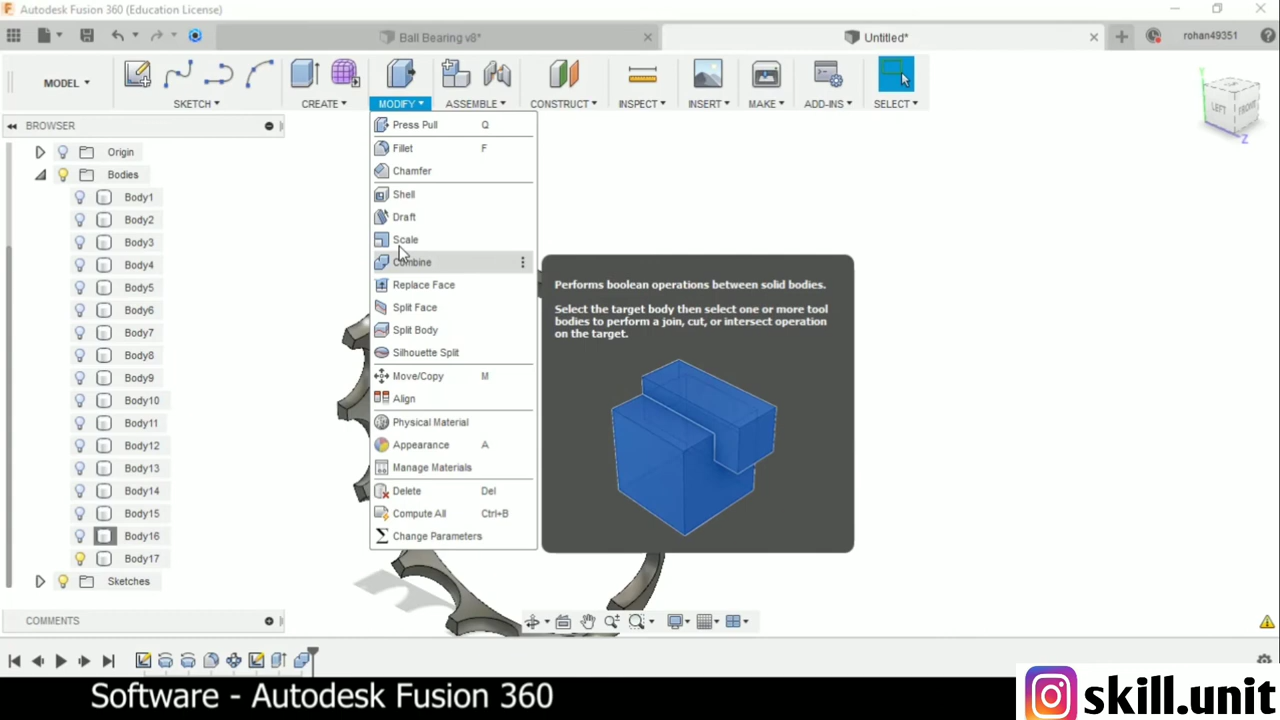 Autodesk Fusion 360 (Education License)
Ball Bearing v8*
Untitled*
rohan49351
MODEL
SKETCH
CREATE
MODIFY
ASSEMBLE
CONSTRUCT
INSPECT
INSERT
MAKE
ADD-INS
SELECT
LEFT
FRONT
Y
Z
BROWSER
Origin
Bodies
Body1
Body2
Body3
Body4
Body5
Body6
Body7
Body8
Body9
Body10
Body11
Body12
Body13
Body14
Body15
Body16
Body17
Sketches
COMMENTS
Press Pull Q
Fillet F
Chamfer
Shell
Draft
Scale
Combine
Replace Face
Split Face
Split Body
Silhouette Split
Move/Copy M
Align
Physical Material
Appearance A
Manage Materials
Delete Del
Compute All Ctrl+B
Change Parameters
Performs boolean operations between solid bodies.
Select the target body then select one or more tool
bodies to perform a join, cut, or intersect operation
on the target.
Software - Autodesk Fusion 360
skill.unit